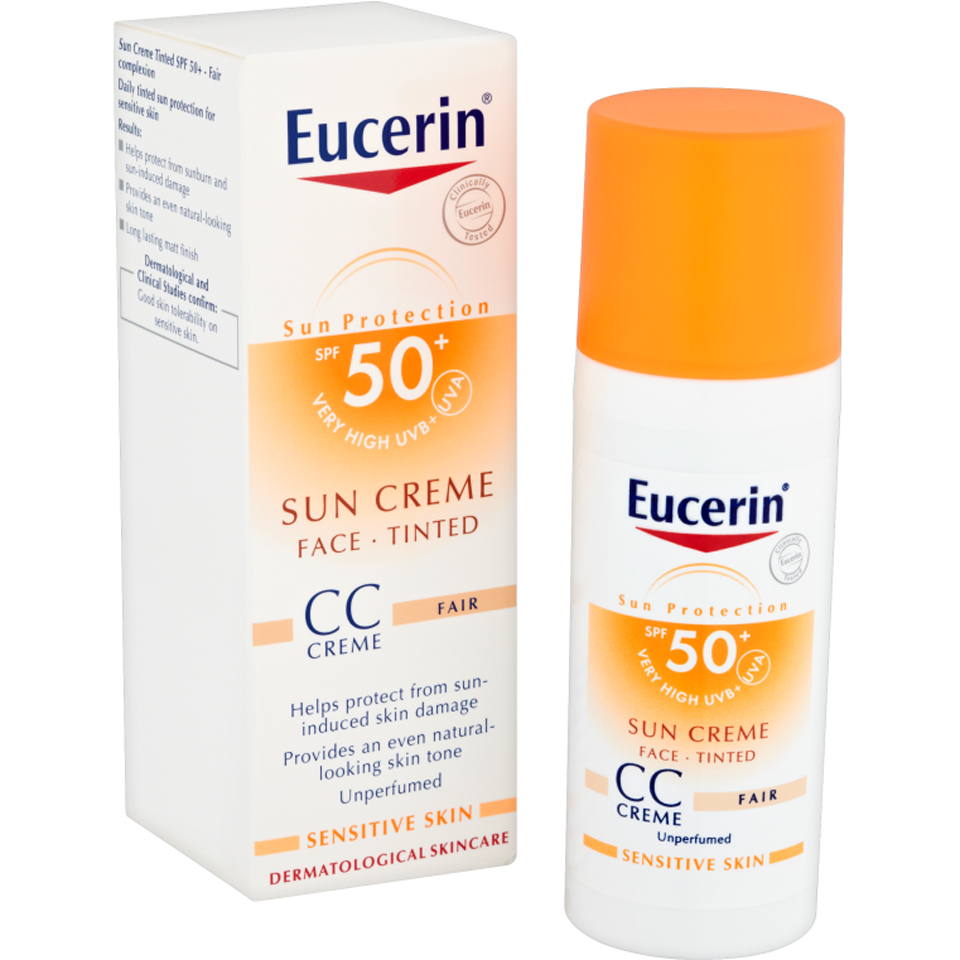 Sun Creme Tinted SPF 50+ - Fair
complexion
Daily tinted sun protection for
sensitive skin
Results:
Helps protect from sunburn and
sun-induced damage
Provides an even natural-looking
skin tone
Long lasting matt finish
Dermatological and
Clinical Studies confirm:
Good skin tolerability on
sensitive skin.
Eucerin®
Clinically
Eucerin
Tested
Sun Protection
SPF 50+
VERY HIGH UVB+ UVA
SUN CREME
FACE · TINTED
CC
CREME
FAIR
Helps protect from sun-
induced skin damage
Provides an even natural-
looking skin tone
Unperfumed
SENSITIVE SKIN
DERMATOLOGICAL SKINCARE
Eucerin®
Clinically
Eucerin
Tested
Sun Protection
SPF 50+
VERY HIGH UVB+ UVA
SUN CREME
FACE · TINTED
CC
CREME
FAIR
Unperfumed
SENSITIVE SKIN